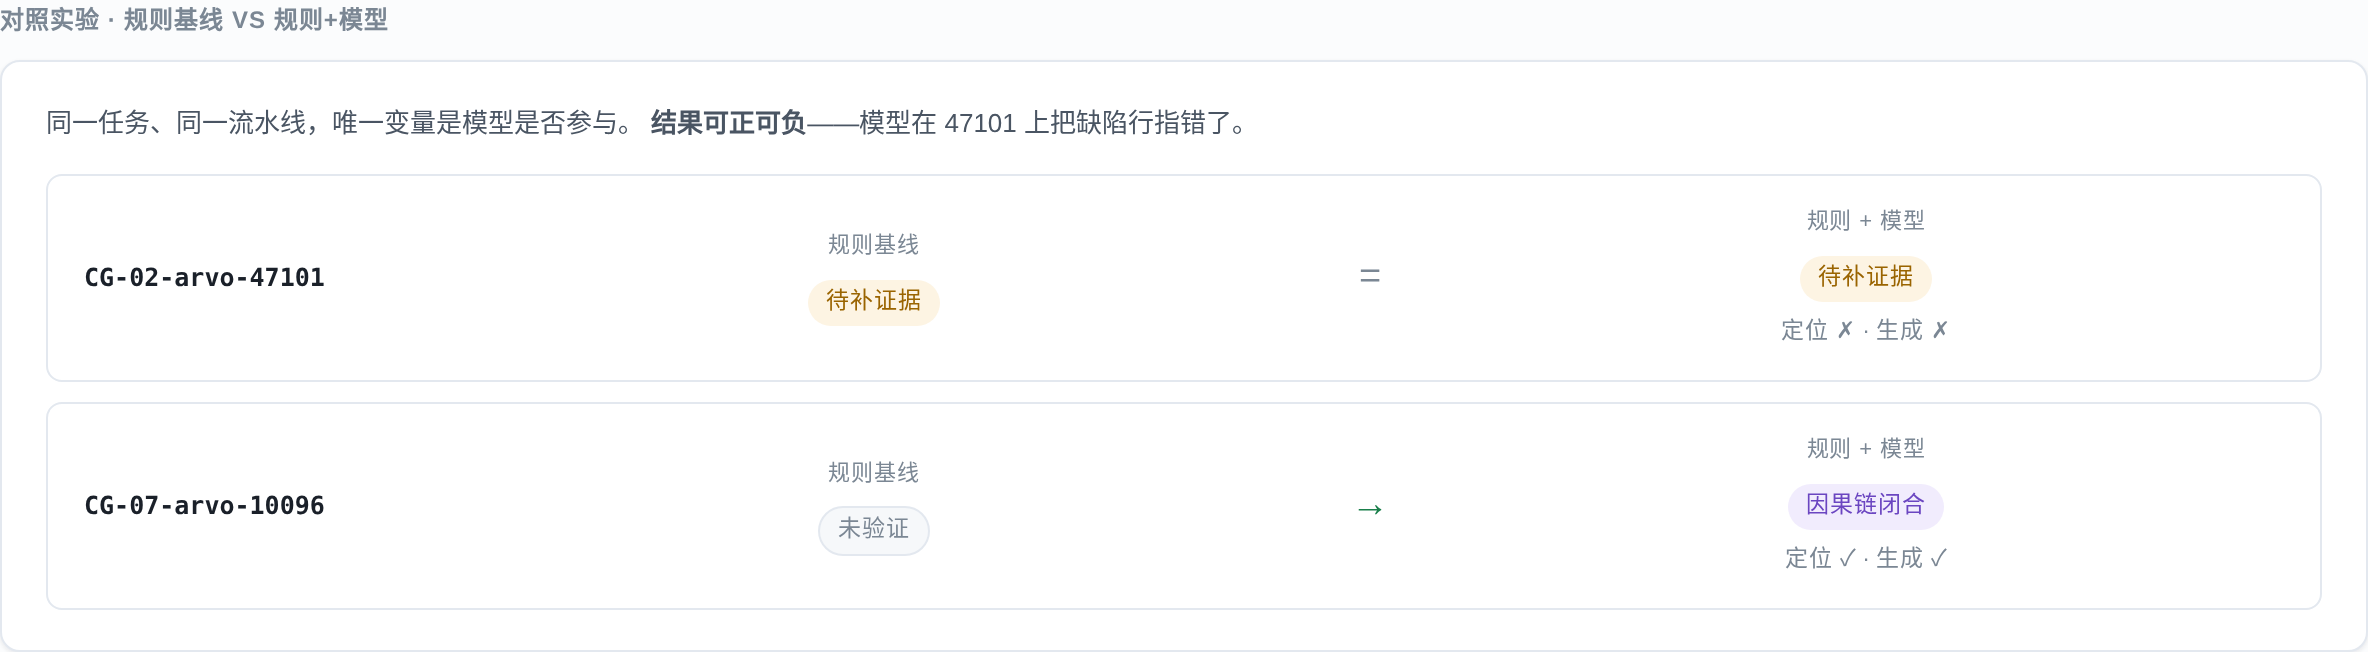 对照实验 · 规则基线 VS 规则+模型
同一任务、同一流水线，唯一变量是模型是否参与。 结果可正可负——模型在 47101 上把缺陷行指错了。
CG-02-arvo-47101
规则基线
待补证据
=
规则 + 模型
待补证据
定位 ✗ · 生成 ✗
CG-07-arvo-10096
规则基线
未验证
→
规则 + 模型
因果链闭合
定位 ✓ · 生成 ✓